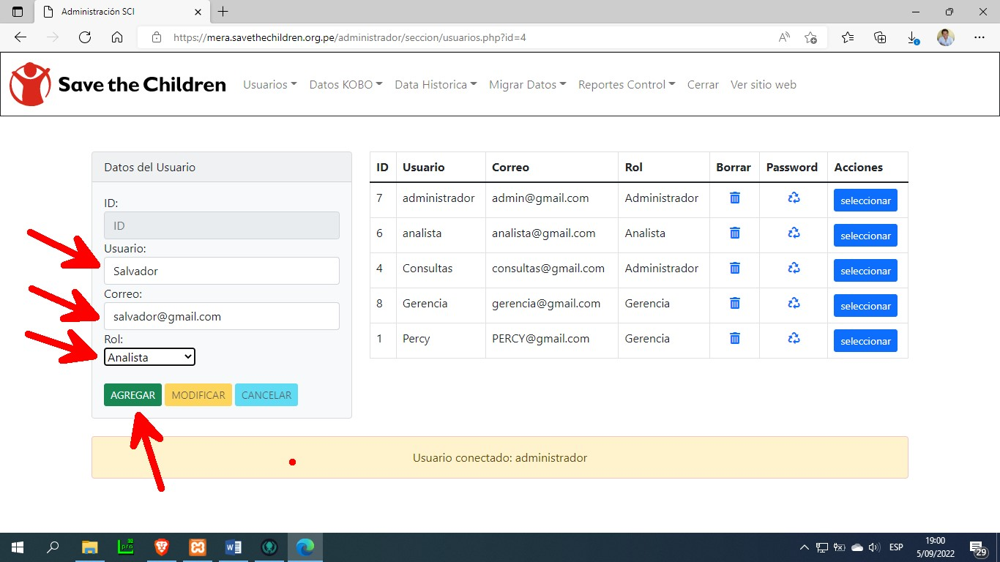 Administración SCI
https://mera.savethechildren.org.pe/administrador/seccion/usuarios.php?id=4
Save the Children Usuarios Datos KOBO Data Historica Migrar Datos Reportes Control Cerrar Ver sitio web
Datos del Usuario
ID:
ID
Usuario:
Salvador
Correo:
salvador@gmail.com
Rol:
Analista
AGREGAR MODIFICAR CANCELAR
ID Usuario Correo Rol Borrar Password Acciones
7 administrador admin@gmail.com Administrador seleccionar
6 analista analista@gmail.com Analista seleccionar
4 Consultas consultas@gmail.com Administrador seleccionar
8 Gerencia gerencia@gmail.com Gerencia seleccionar
1 Percy PERCY@gmail.com Gerencia seleccionar
Usuario conectado: administrador
ESP
19:00
5/09/2022
29